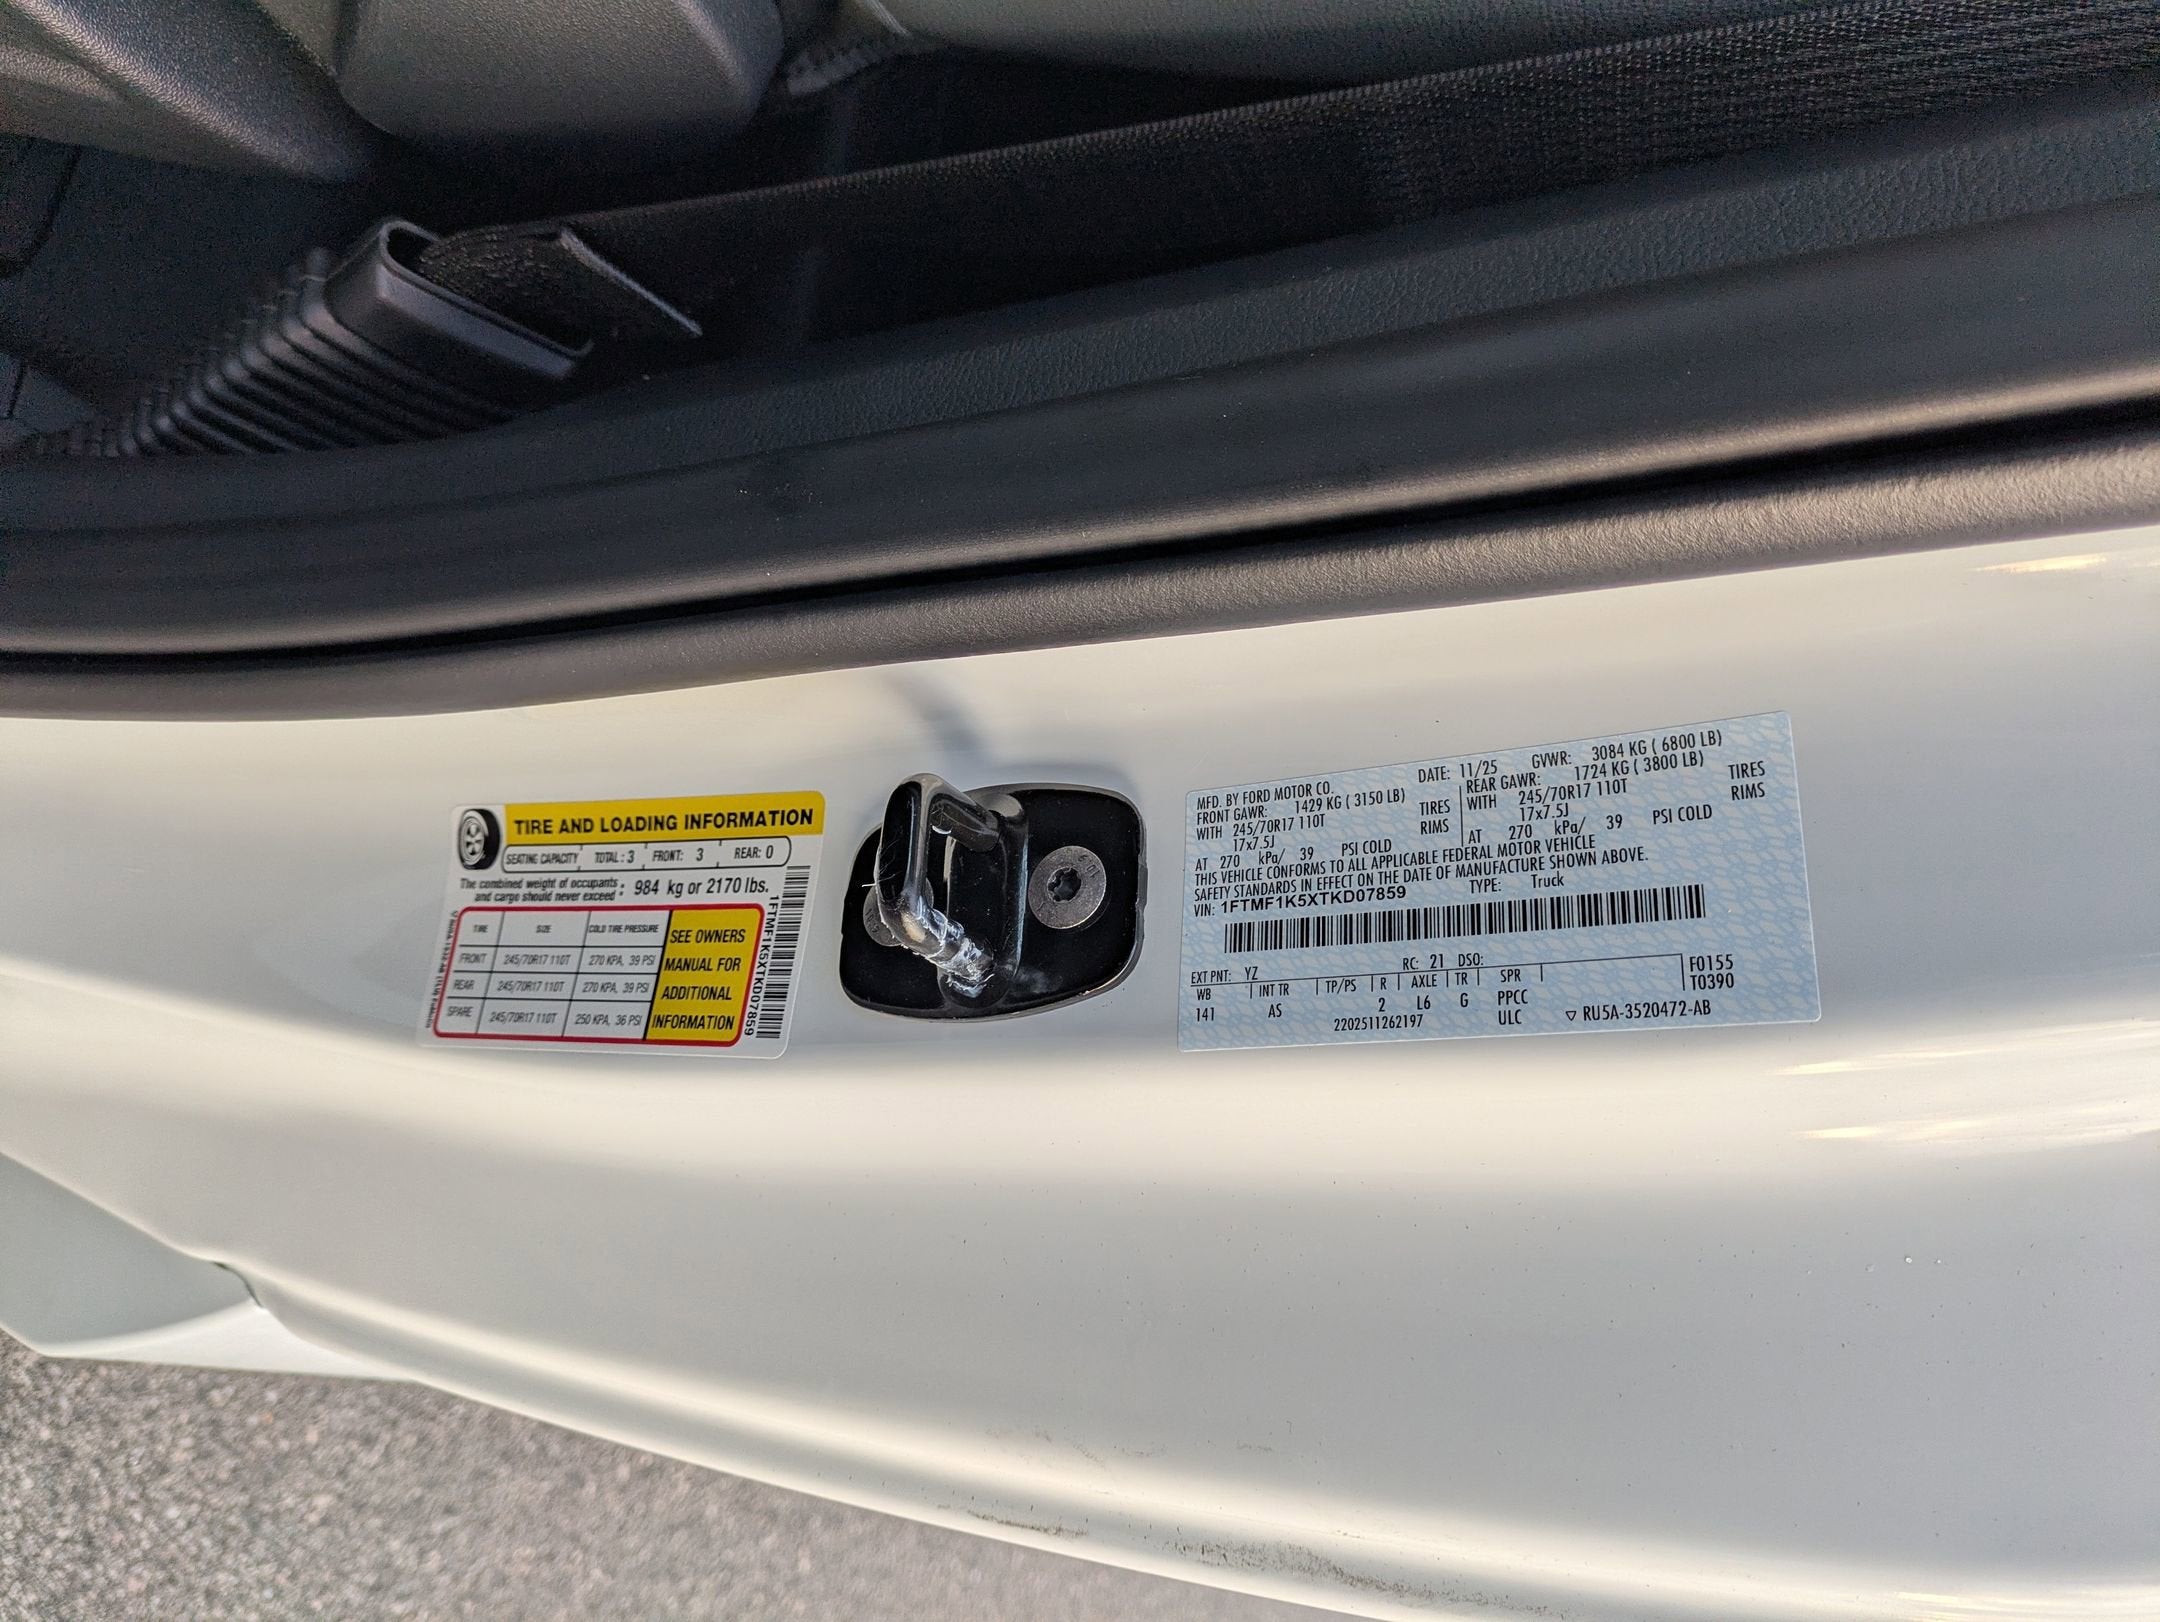 TIRE AND LOADING INFORMATION
SEATING CAPACITY TOTAL : 3 FRONT: 3 REAR: 0
The combined weight of occupants and cargo should never exceed : 984 kg or 2170 lbs.
TIRE SIZE COLD TIRE PRESSURE
FRONT 245/70R17 110T 270 KPA, 39 PSI
REAR 245/70R17 110T 270 KPA, 39 PSI
SPARE 245/70R17 110T 250 KPA, 36 PSI
SEE OWNERS
MANUAL FOR
ADDITIONAL
INFORMATION
1FTMF1K5XTKD07859
MFD. BY FORD MOTOR CO. DATE: 11/25 GVWR: 3084 KG ( 6800 LB)
FRONT GAWR: 1429 KG ( 3150 LB) REAR GAWR: 1724 KG ( 3800 LB)
WITH 245/70R17 110T TIRES WITH 245/70R17 110T TIRES
17x7.5J RIMS 17x7.5J RIMS
AT 270 kPa/ 39 PSI COLD AT 270 kPa/ 39 PSI COLD
THIS VEHICLE CONFORMS TO ALL APPLICABLE FEDERAL MOTOR VEHICLE
SAFETY STANDARDS IN EFFECT ON THE DATE OF MANUFACTURE SHOWN ABOVE.
VIN: 1FTMF1K5XTKD07859 TYPE: Truck
EXT PNT: YZ RC: 21 DSO: F0155
WB INT TR TP/PS R AXLE TR SPR T0390
141 AS 2 L6 G PPCC
2202511262197 ULC ▽ RU5A-3520472-AB